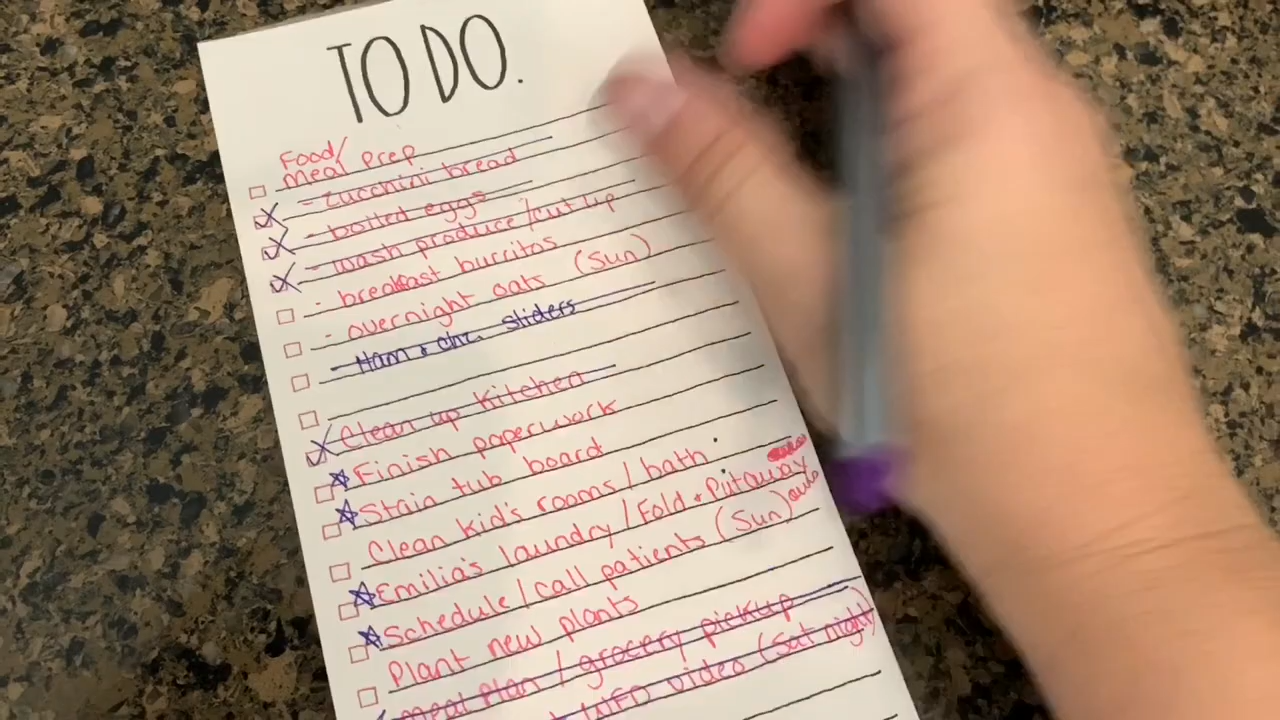 TO DO.
Food/
meal prep
- zucchini bread
- boiled eggs
- wash produce/cut up
- breakfast burritos
- overnight oats (Sun)
- Ham & chz. sliders
Clean up Kitchen
Finish paperwork
Stain tub board
Clean kid's rooms/bath
Emilia's laundry/Fold & Put away
Schedule/call patients (Sun)
Plant new plants
meal plan / grocery pickup
WFD video (Sat night)